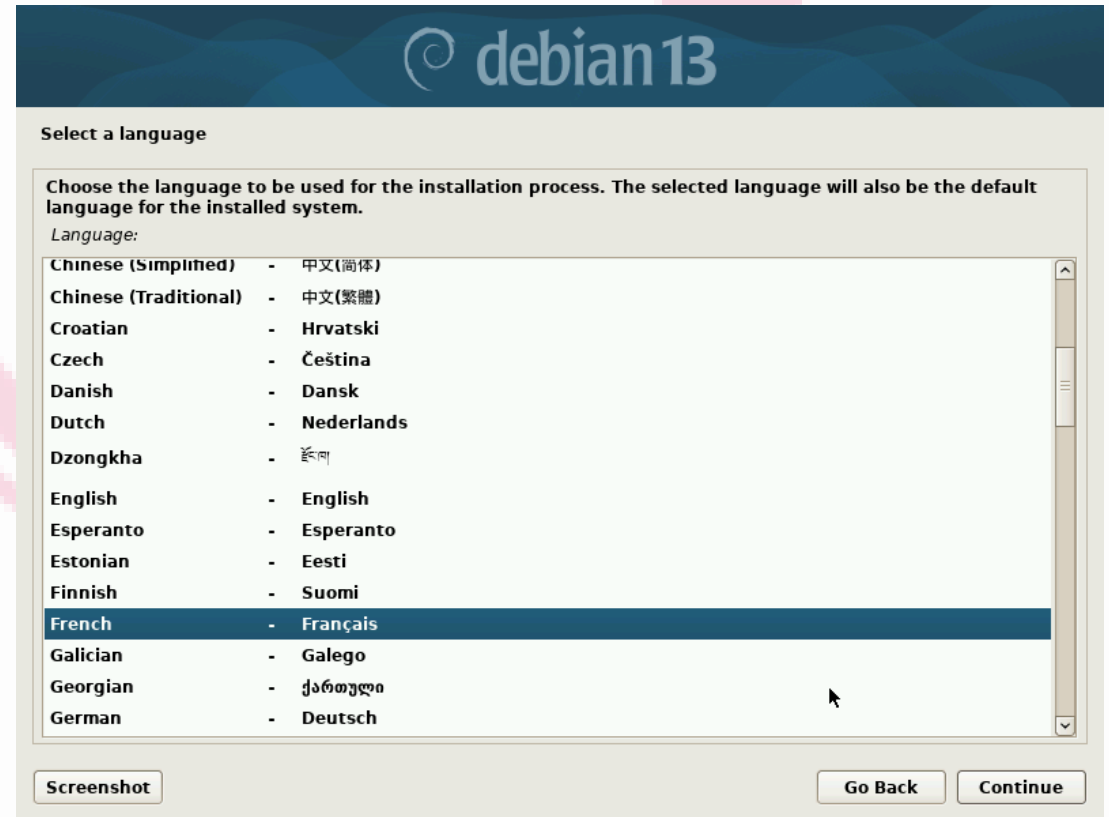 debian 13
Select a language
Choose the language to be used for the installation process. The selected language will also be the default
language for the installed system.
Language:
Chinese (Simplified) - 中文(简体)
Chinese (Traditional) - 中文(繁體)
Croatian - Hrvatski
Czech - Čeština
Danish - Dansk
Dutch - Nederlands
Dzongkha - རྫོང་ཁ།
English - English
Esperanto - Esperanto
Estonian - Eesti
Finnish - Suomi
French - Français
Galician - Galego
Georgian - ქართული
German - Deutsch
Screenshot Go Back Continue